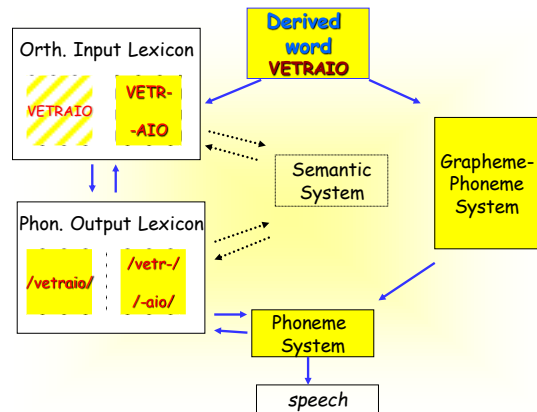 Derived
word
VETRAIO
Orth. Input Lexicon
VETRAIO
VETR-
-AIO
Semantic
System
Grapheme-
Phoneme
System
Phon. Output Lexicon
/vetraio/
/vetr-/
/-aio/
Phoneme
System
speech